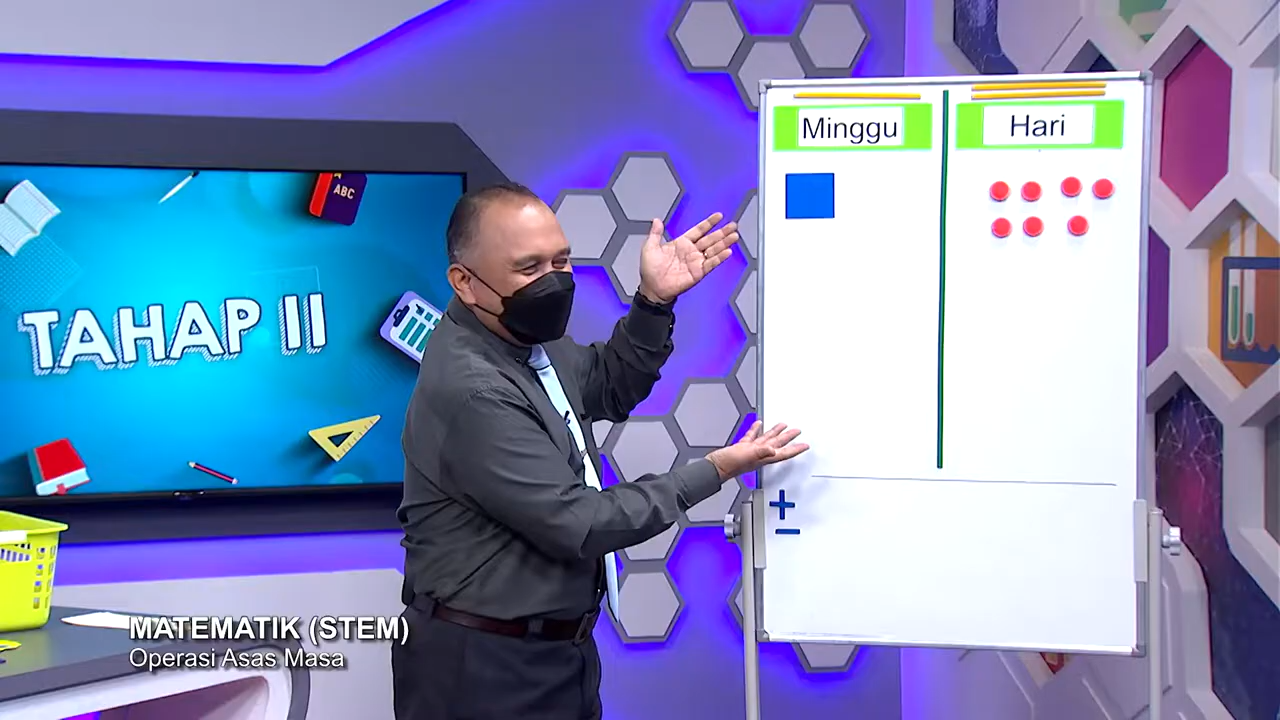 Minggu
Hari
ABC
TAHAP II
+
-
MATEMATIK (STEM)
Operasi Asas Masa